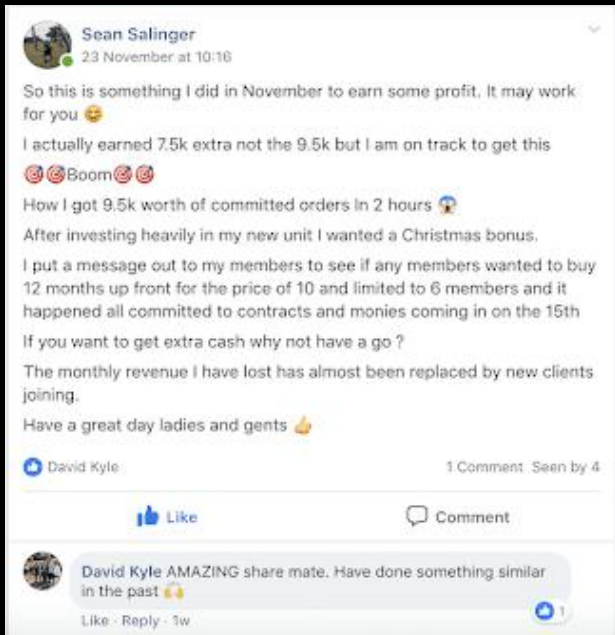 Sean Salinger
23 November at 10:16
So this is something I did in November to earn some profit. It may work
for you 😊
I actually earned 7.5k extra not the 9.5k but I am on track to get this
🎯🎯Boom🎯🎯
How I got 9.5k worth of committed orders In 2 hours 😱
After investing heavily in my new unit I wanted a Christmas bonus.
I put a message out to my members to see if any members wanted to buy
12 months up front for the price of 10 and limited to 6 members and it
happened all committed to contracts and monies coming in on the 15th
If you want to get extra cash why not have a go ?
The monthly revenue I have lost has almost been replaced by new clients
joining.
Have a great day ladies and gents 👍
David Kyle
1 Comment Seen by 4
Like
Comment
David Kyle AMAZING share mate. Have done something similar
in the past 🙌
1
Like · Reply · 1w